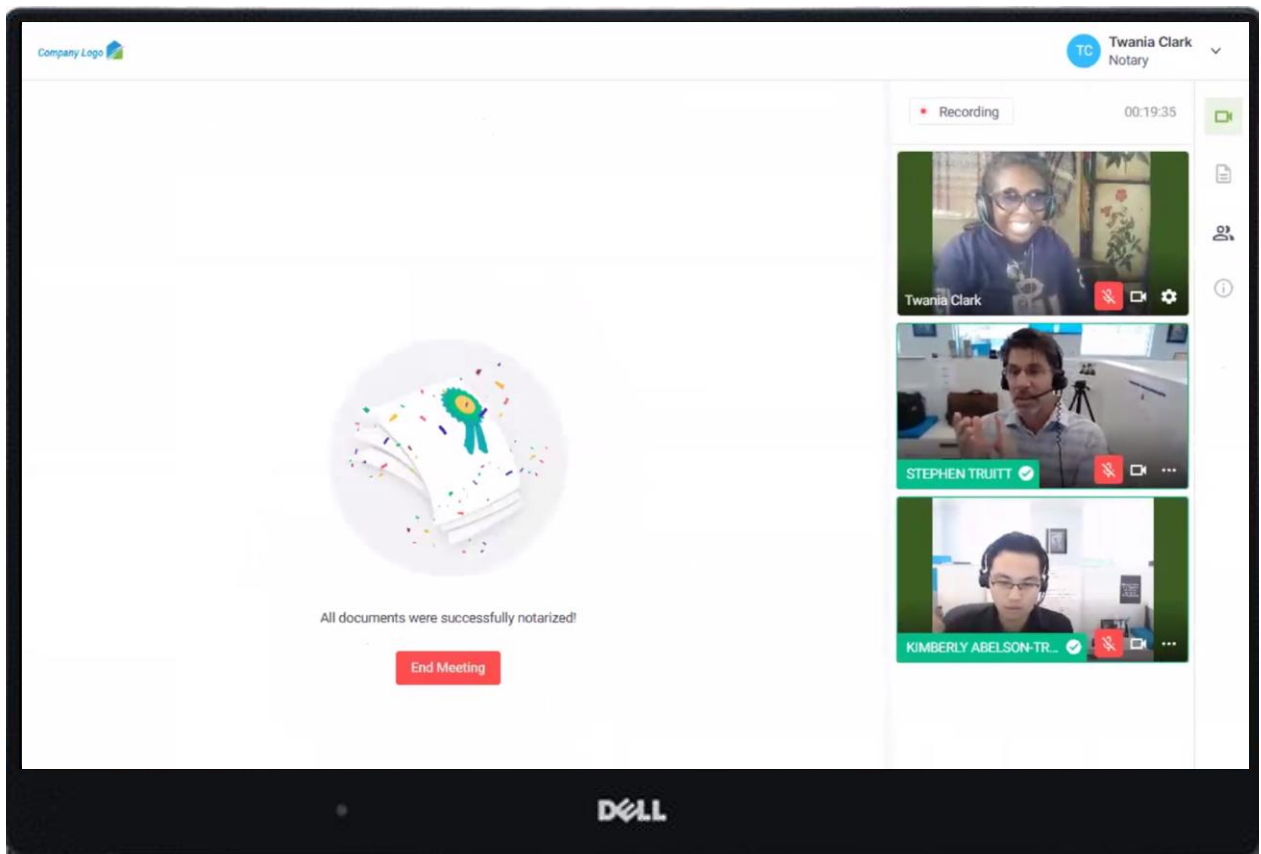 Company Logo
TC
Twania Clark
Notary
Recording
00:19:35
Twania Clark
STEPHEN TRUITT
KIMBERLY ABELSON-TR...
All documents were successfully notarized!
End Meeting
DELL